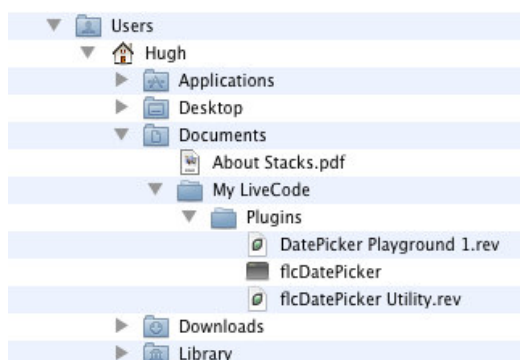 Users
Hugh
Applications
Desktop
Documents
About Stacks.pdf
My LiveCode
Plugins
DatePicker Playground 1.rev
flcDatePicker
flcDatePicker Utility.rev
Downloads
Library